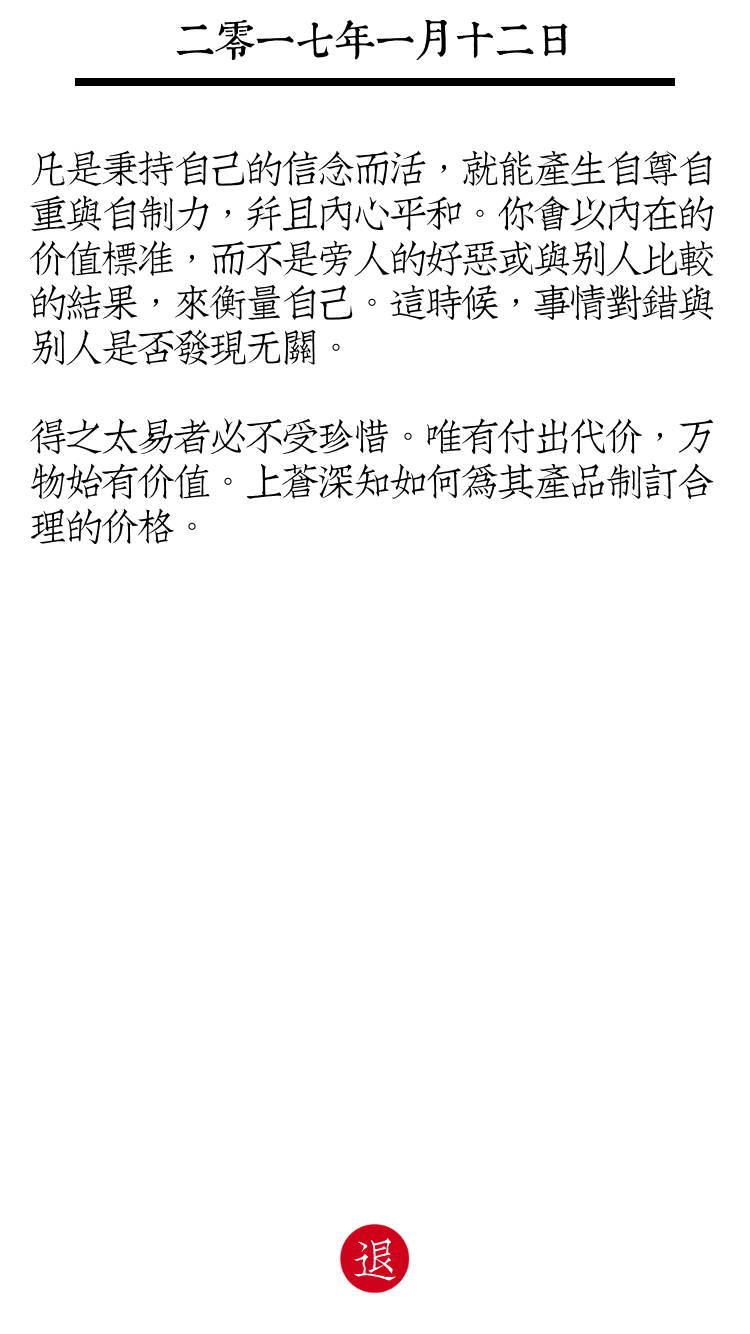 二零一七年一月十二日
凡是秉持自己的信念而活，就能產生自尊自
重與自制力，幷且內心平和。你會以內在的
价值標准，而不是旁人的好惡或與别人比較
的結果，來衡量自己。這時候，事情對錯與
别人是否發現无關。
得之太易者必不受珍惜。唯有付出代价，万
物始有价值。上蒼深知如何爲其產品制訂合
理的价格。
退